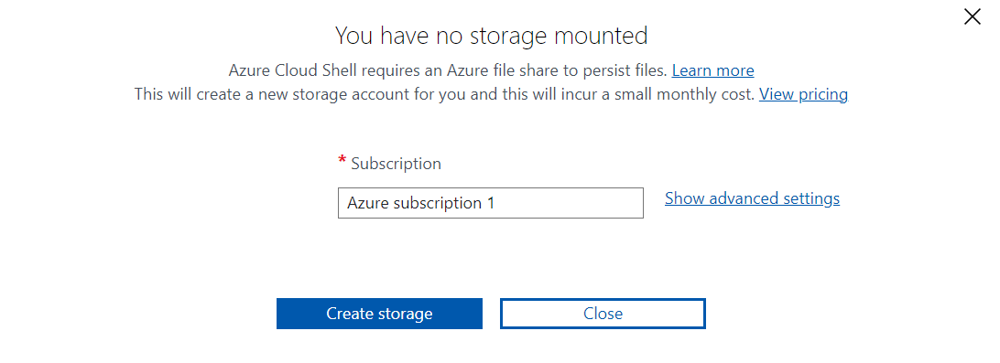 You have no storage mounted
Azure Cloud Shell requires an Azure file share to persist files. Learn more
This will create a new storage account for you and this will incur a small monthly cost. View pricing
* Subscription
Azure subscription 1
Show advanced settings
Create storage
Close